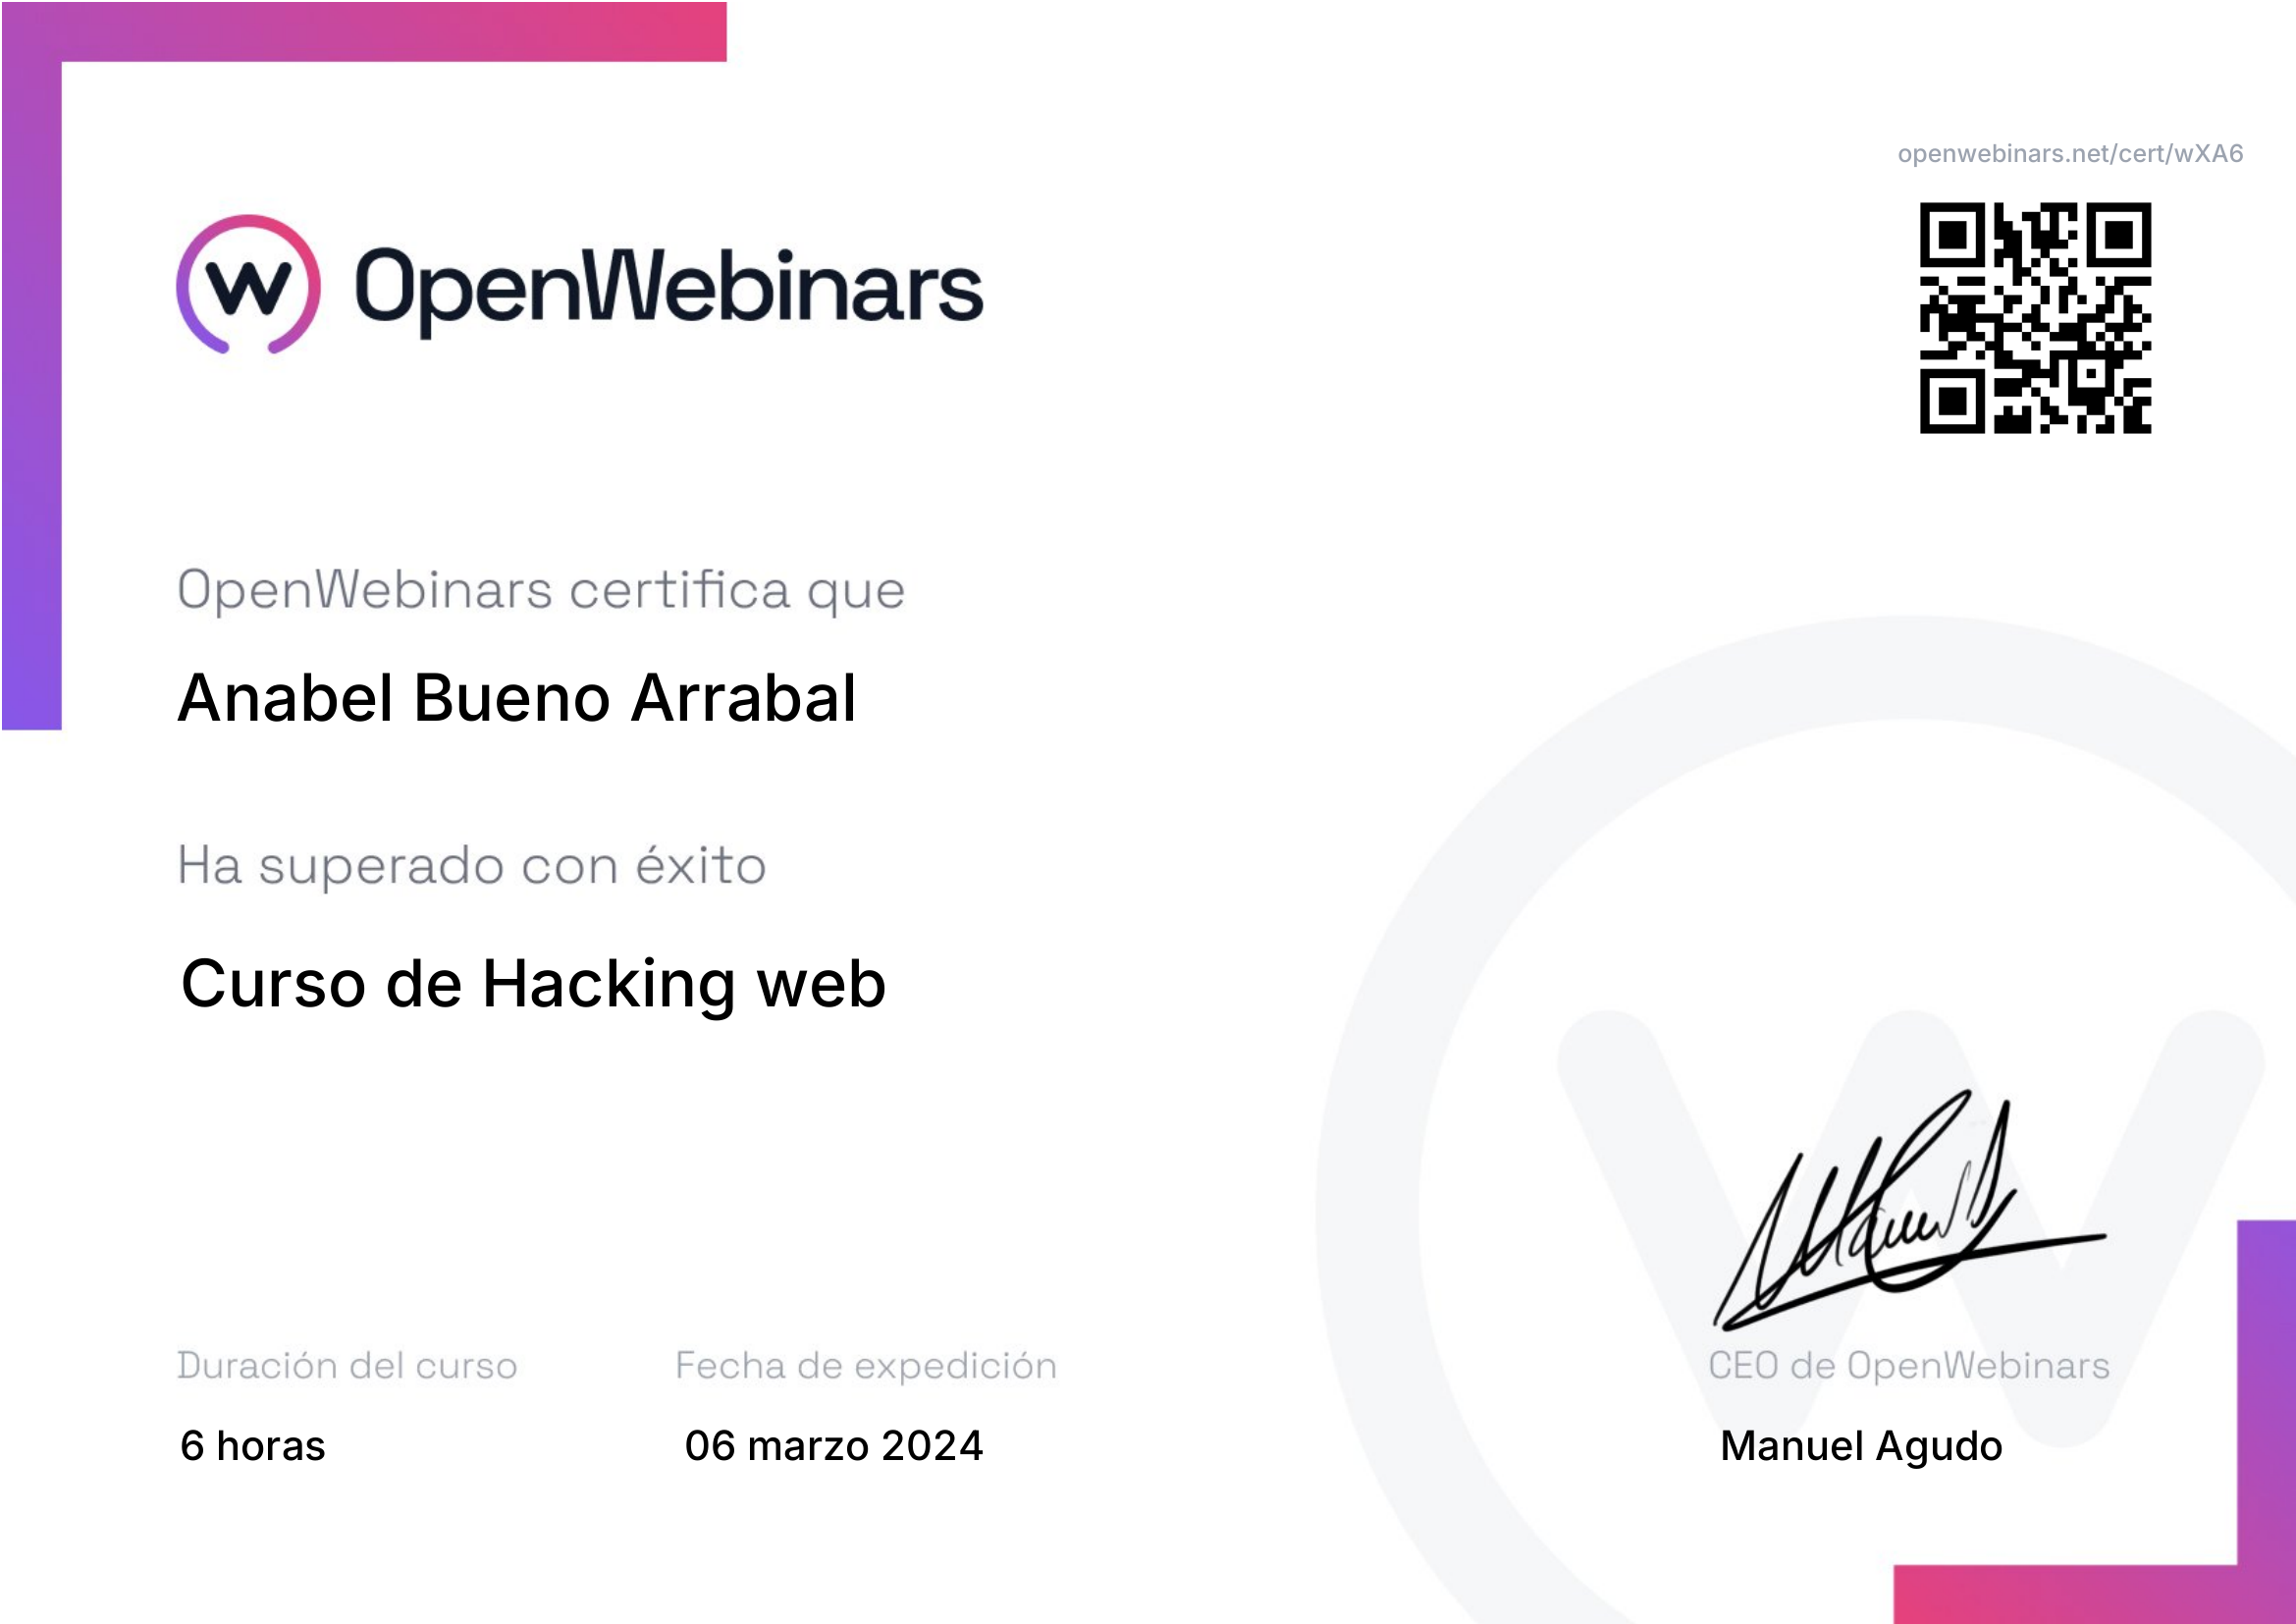 openwebinars.net/cert/wXA6
OpenWebinars
OpenWebinars certifica que
Anabel Bueno Arrabal
Ha superado con éxito
Curso de Hacking web
Duración del curso
6 horas
Fecha de expedición
06 marzo 2024
CEO de OpenWebinars
Manuel Agudo